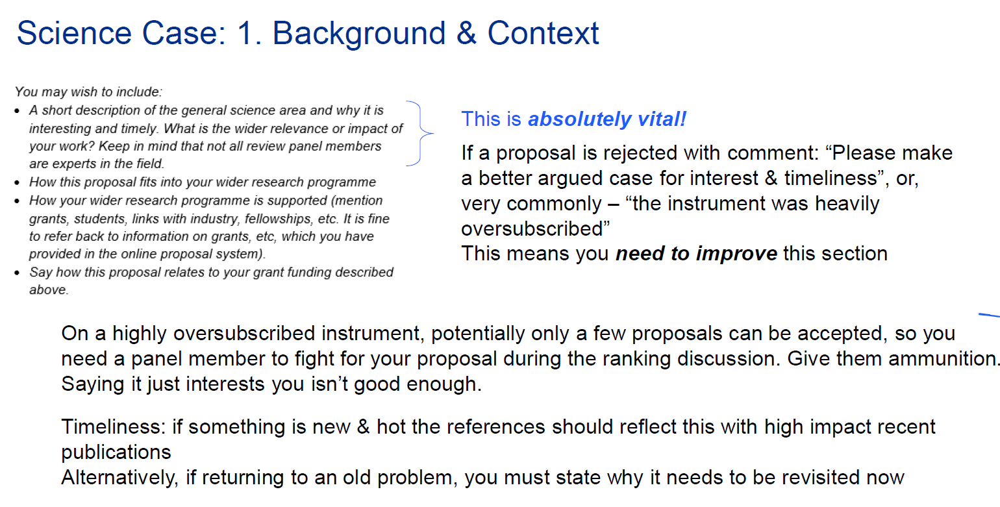 Science Case: 1. Background & Context
You may wish to include:
• A short description of the general science area and why it is
interesting and timely. What is the wider relevance or impact of
your work? Keep in mind that not all review panel members
are experts in the field.
• How this proposal fits into your wider research programme
• How your wider research programme is supported (mention
grants, students, links with industry, fellowships, etc. It is fine
to refer back to information on grants, etc, which you have
provided in the online proposal system).
• Say how this proposal relates to your grant funding described
above.
This is absolutely vital!
If a proposal is rejected with comment: “Please make
a better argued case for interest & timeliness”, or,
very commonly – “the instrument was heavily
oversubscribed”
This means you need to improve this section
On a highly oversubscribed instrument, potentially only a few proposals can be accepted, so you
need a panel member to fight for your proposal during the ranking discussion. Give them ammunition.
Saying it just interests you isn’t good enough.
Timeliness: if something is new & hot the references should reflect this with high impact recent
publications
Alternatively, if returning to an old problem, you must state why it needs to be revisited now